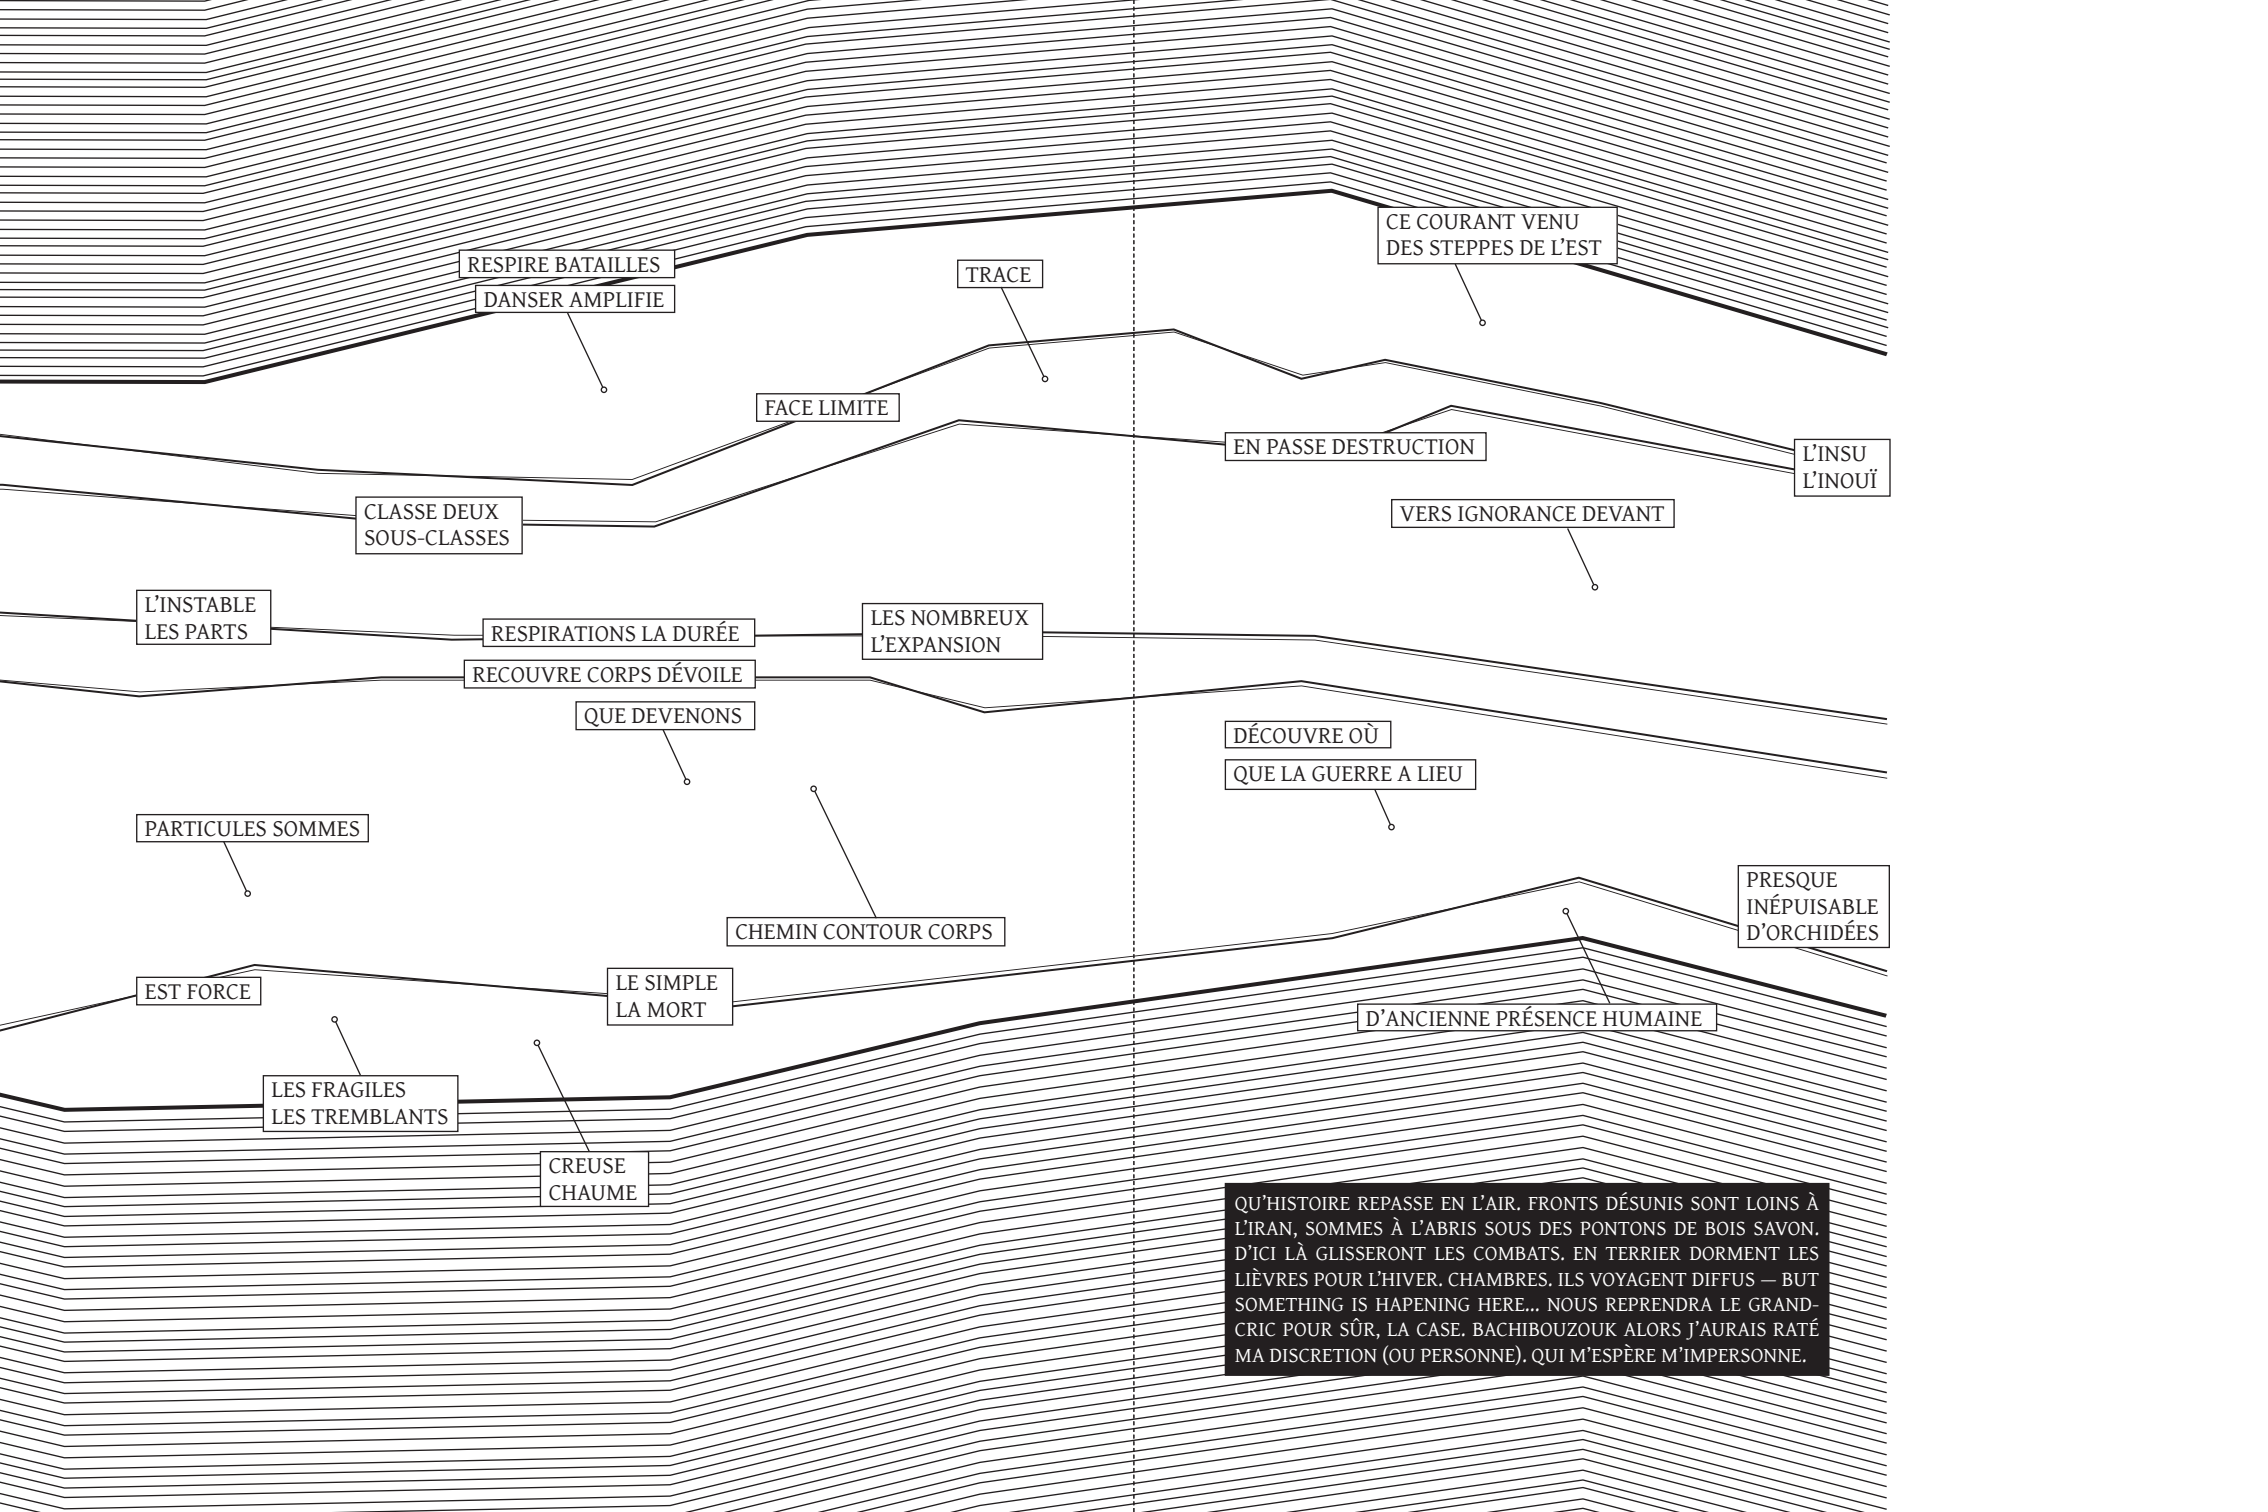 RESPIRE BATAILLES
DANSER AMPLIFIE
TRACE
CE COURANT VENU
DES STEPPES DE L’EST
FACE LIMITE
EN PASSE DESTRUCTION
L’INSU
L’INOUÏ
CLASSE DEUX
SOUS-CLASSES
VERS IGNORANCE DEVANT
L’INSTABLE
LES PARTS
RESPIRATIONS LA DURÉE
LES NOMBREUX
L’EXPANSION
RECOUVRE CORPS DÉVOILE
QUE DEVENONS
DÉCOUVRE OÙ
QUE LA GUERRE A LIEU
PARTICULES SOMMES
CHEMIN CONTOUR CORPS
PRESQUE
INÉPUISABLE
D’ORCHIDÉES
EST FORCE
LE SIMPLE
LA MORT
D’ANCIENNE PRÉSENCE HUMAINE
LES FRAGILES
LES TREMBLANTS
CREUSE
CHAUME
QU’HISTOIRE REPASSE EN L’AIR. FRONTS DÉSUNIS SONT LOINS À
L’IRAN, SOMMES À L’ABRIS SOUS DES PONTONS DE BOIS SAVON.
D’ICI LÀ GLISSERONT LES COMBATS. EN TERRIER DORMENT LES
LIÈVRES POUR L’HIVER. CHAMBRES. ILS VOYAGENT DIFFUS — BUT
SOMETHING IS HAPENING HERE... NOUS REPRENDRA LE GRAND-
CRIC POUR SÛR, LA CASE. BACHIBOUZOUK ALORS J’AURAIS RATÉ
MA DISCRETION (OU PERSONNE). QUI M’ESPÈRE M’IMPERSONNE.